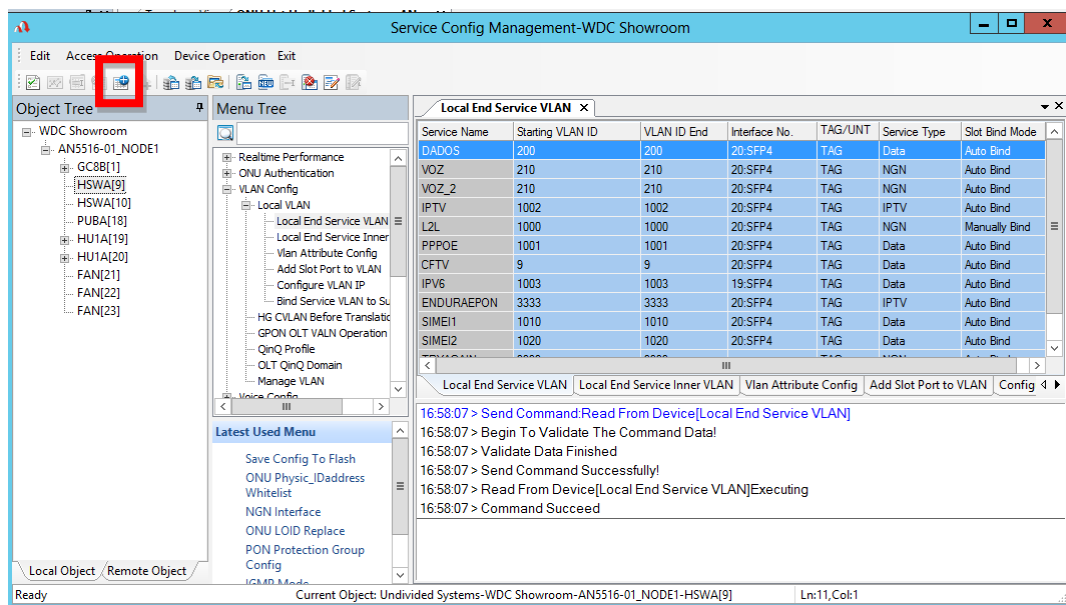 Service Config Management-WDC Showroom
Edit Access Operation Device Operation Exit
Object Tree
WDC Showroom
AN5516-01_NODE1
GC8B[1]
HSWA[9]
HSWA[10]
PUBA[18]
HU1A[19]
HU1A[20]
FAN[21]
FAN[22]
FAN[23]
Local Object Remote Object
Menu Tree
Realtime Performance
ONU Authentication
VLAN Config
Local VLAN
Local End Service VLAN
Local End Service Inner
Vlan Attribute Config
Add Slot Port to VLAN
Configure VLAN IP
Bind Service VLAN to Su
HG CVLAN Before Translatic
GPON OLT VALN Operation
QinQ Profile
OLT QinQ Domain
Manage VLAN
Voice Config
Latest Used Menu
Save Config To Flash
ONU Physic_IDaddress
Whitelist
NGN Interface
ONU LOID Replace
PON Protection Group
Config
IGMP Mode
Local End Service VLAN
Service Name Starting VLAN ID VLAN ID End Interface No. TAG/UNT Service Type Slot Bind Mode
DADOS 200 200 20:SFP4 TAG Data Auto Bind
VOZ 210 210 20:SFP4 TAG NGN Auto Bind
VOZ_2 210 210 20:SFP4 TAG NGN Auto Bind
IPTV 1002 1002 20:SFP4 TAG IPTV Auto Bind
L2L 1000 1000 20:SFP4 TAG NGN Manually Bind
PPPOE 1001 1001 20:SFP4 TAG Data Auto Bind
CFTV 9 9 20:SFP4 TAG Data Auto Bind
IPV6 1003 1003 19:SFP4 TAG Data Auto Bind
ENDURAEPON 3333 3333 20:SFP4 TAG IPTV Auto Bind
SIMEI1 1010 1010 20:SFP4 TAG Data Auto Bind
SIMEI2 1020 1020 20:SFP4 TAG Data Auto Bind
Local End Service VLAN Local End Service Inner VLAN Vlan Attribute Config Add Slot Port to VLAN Config
16:58:07 > Send Command:Read From Device[Local End Service VLAN]
16:58:07 > Begin To Validate The Command Data!
16:58:07 > Validate Data Finished
16:58:07 > Send Command Successfully!
16:58:07 > Read From Device[Local End Service VLAN]Executing
16:58:07 > Command Succeed
Ready Current Object: Undivided Systems-WDC Showroom-AN5516-01_NODE1-HSWA[9] Ln:11,Col:1